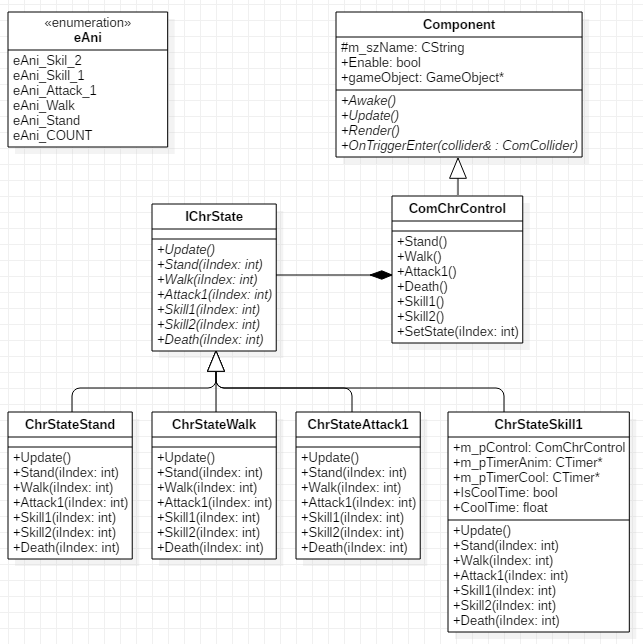 «enumeration»
eAni
eAni_Skil_2
eAni_Skill_1
eAni_Attack_1
eAni_Walk
eAni_Stand
eAni_COUNT
Component
#m_szName: CString
+Enable: bool
+gameObject: GameObject*
+Awake()
+Update()
+Render()
+OnTriggerEnter(collider& : ComCollider)
IChrState
+Update()
+Stand(iIndex: int)
+Walk(iIndex: int)
+Attack1(iIndex: int)
+Skill1(iIndex: int)
+Skill2(iIndex: int)
+Death(iIndex: int)
ComChrControl
+Stand()
+Walk()
+Attack1()
+Death()
+Skill1()
+Skill2()
+SetState(iIndex: int)
ChrStateStand
+Update()
+Stand(iIndex: int)
+Walk(iIndex: int)
+Attack1(iIndex: int)
+Skill1(iIndex: int)
+Skill2(iIndex: int)
+Death(iIndex: int)
ChrStateWalk
+Update()
+Stand(iIndex: int)
+Walk(iIndex: int)
+Attack1(iIndex: int)
+Skill1(iIndex: int)
+Skill2(iIndex: int)
+Death(iIndex: int)
ChrStateAttack1
+Update()
+Stand(iIndex: int)
+Walk(iIndex: int)
+Attack1(iIndex: int)
+Skill1(iIndex: int)
+Skill2(iIndex: int)
+Death(iIndex: int)
ChrStateSkill1
+m_pControl: ComChrControl
+m_pTimerAnim: CTimer*
+m_pTimerCool: CTimer*
+IsCoolTime: bool
+CoolTime: float
+Update()
+Stand(iIndex: int)
+Walk(iIndex: int)
+Attack1(iIndex: int)
+Skill1(iIndex: int)
+Skill2(iIndex: int)
+Death(iIndex: int)